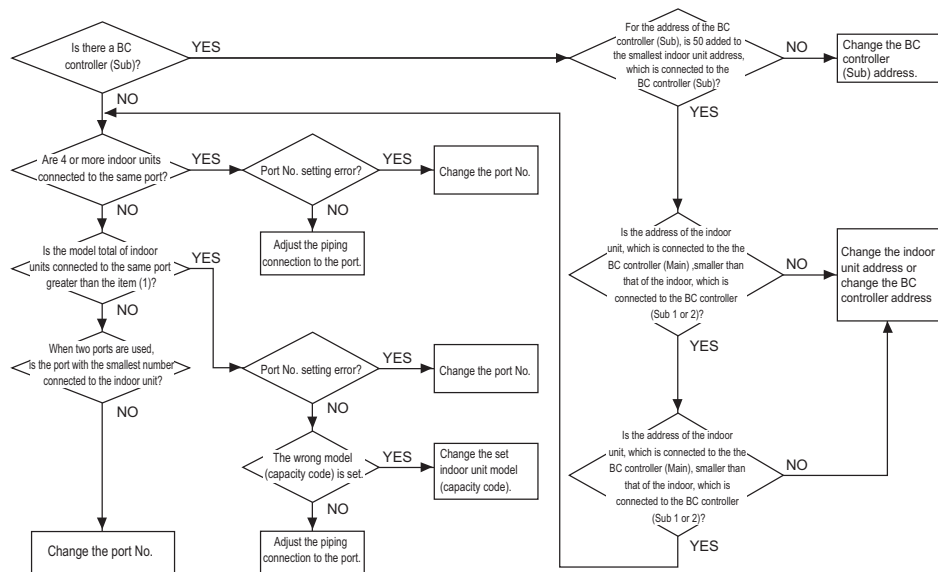 Is there a BC
controller (Sub)?
YES
NO
For the address of the BC
controller (Sub), is 50 added to
the smallest indoor unit address,
which is connected to the
BC controller (Sub)?
NO
YES
Change the BC
controller
(Sub) address.
Are 4 or more indoor units
connected to the same port?
YES
NO
Port No. setting error?
YES
NO
Change the port No.
Adjust the piping
connection to the port.
Is the model total of indoor
units connected to the same port
greater than the item (1)?
YES
NO
Is the address of the indoor
unit, which is connected to the the
BC controller (Main) ,smaller than
that of the indoor, which is
connected to the BC controller
(Sub 1 or 2)?
NO
YES
Change the indoor
unit address or
change the BC
controller address
When two ports are used,
is the port with the smallest number
connected to the indoor unit?
NO
Port No. setting error?
YES
NO
Change the port No.
The wrong model
(capacity code) is set.
YES
NO
Change the set
indoor unit model
(capacity code).
Is the address of the indoor
unit, which is connected to the the
BC controller (Main), smaller than
that of the indoor, which is
connected to the BC controller
(Sub 1 or 2)?
NO
YES
Change the port No.
Adjust the piping
connection to the port.